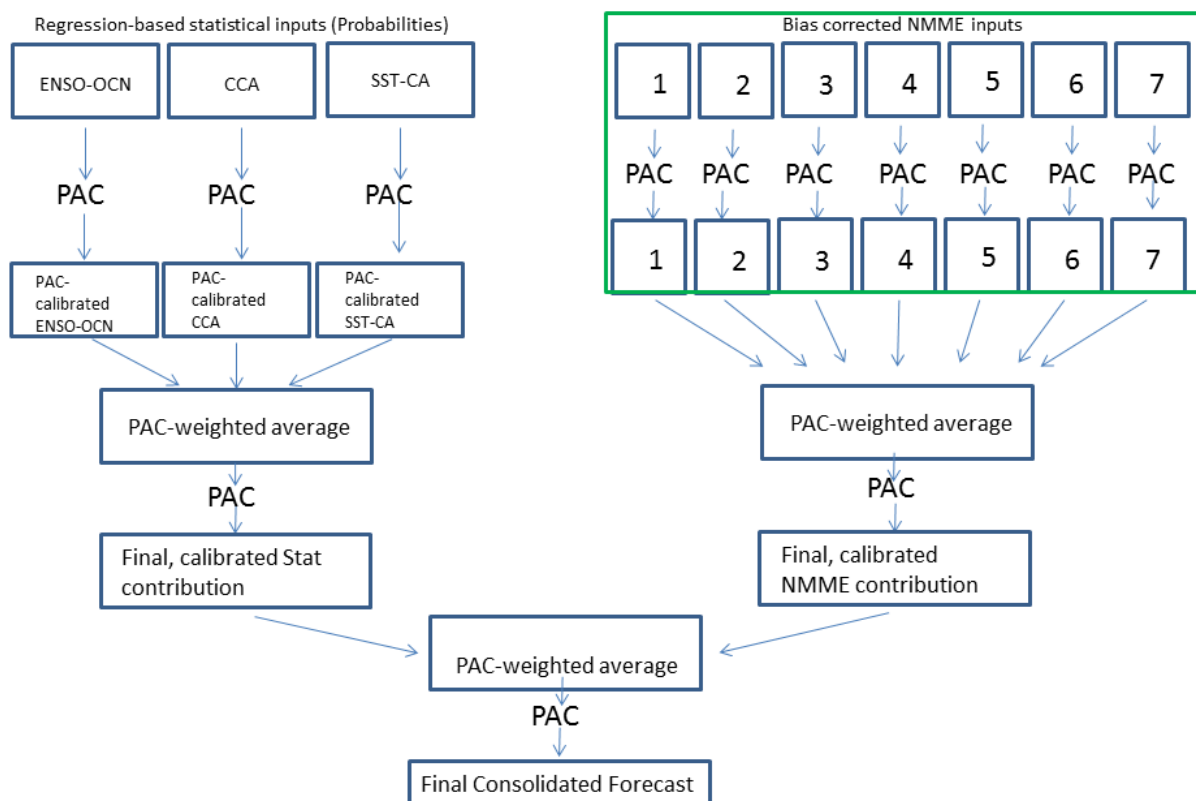 Regression-based statistical inputs (Probabilities)
Bias corrected NMME inputs
ENSO-OCN
CCA
SST-CA
1
2
3
4
5
6
7
PAC
PAC
PAC
PAC
PAC
PAC
PAC
PAC
PAC
PAC
PAC-
calibrated
ENSO-OCN
PAC-
calibrated
CCA
PAC-
calibrated
SST-CA
1
2
3
4
5
6
7
PAC-weighted average
PAC-weighted average
PAC
PAC
Final, calibrated Stat
contribution
Final, calibrated
NMME contribution
PAC-weighted average
PAC
Final Consolidated Forecast